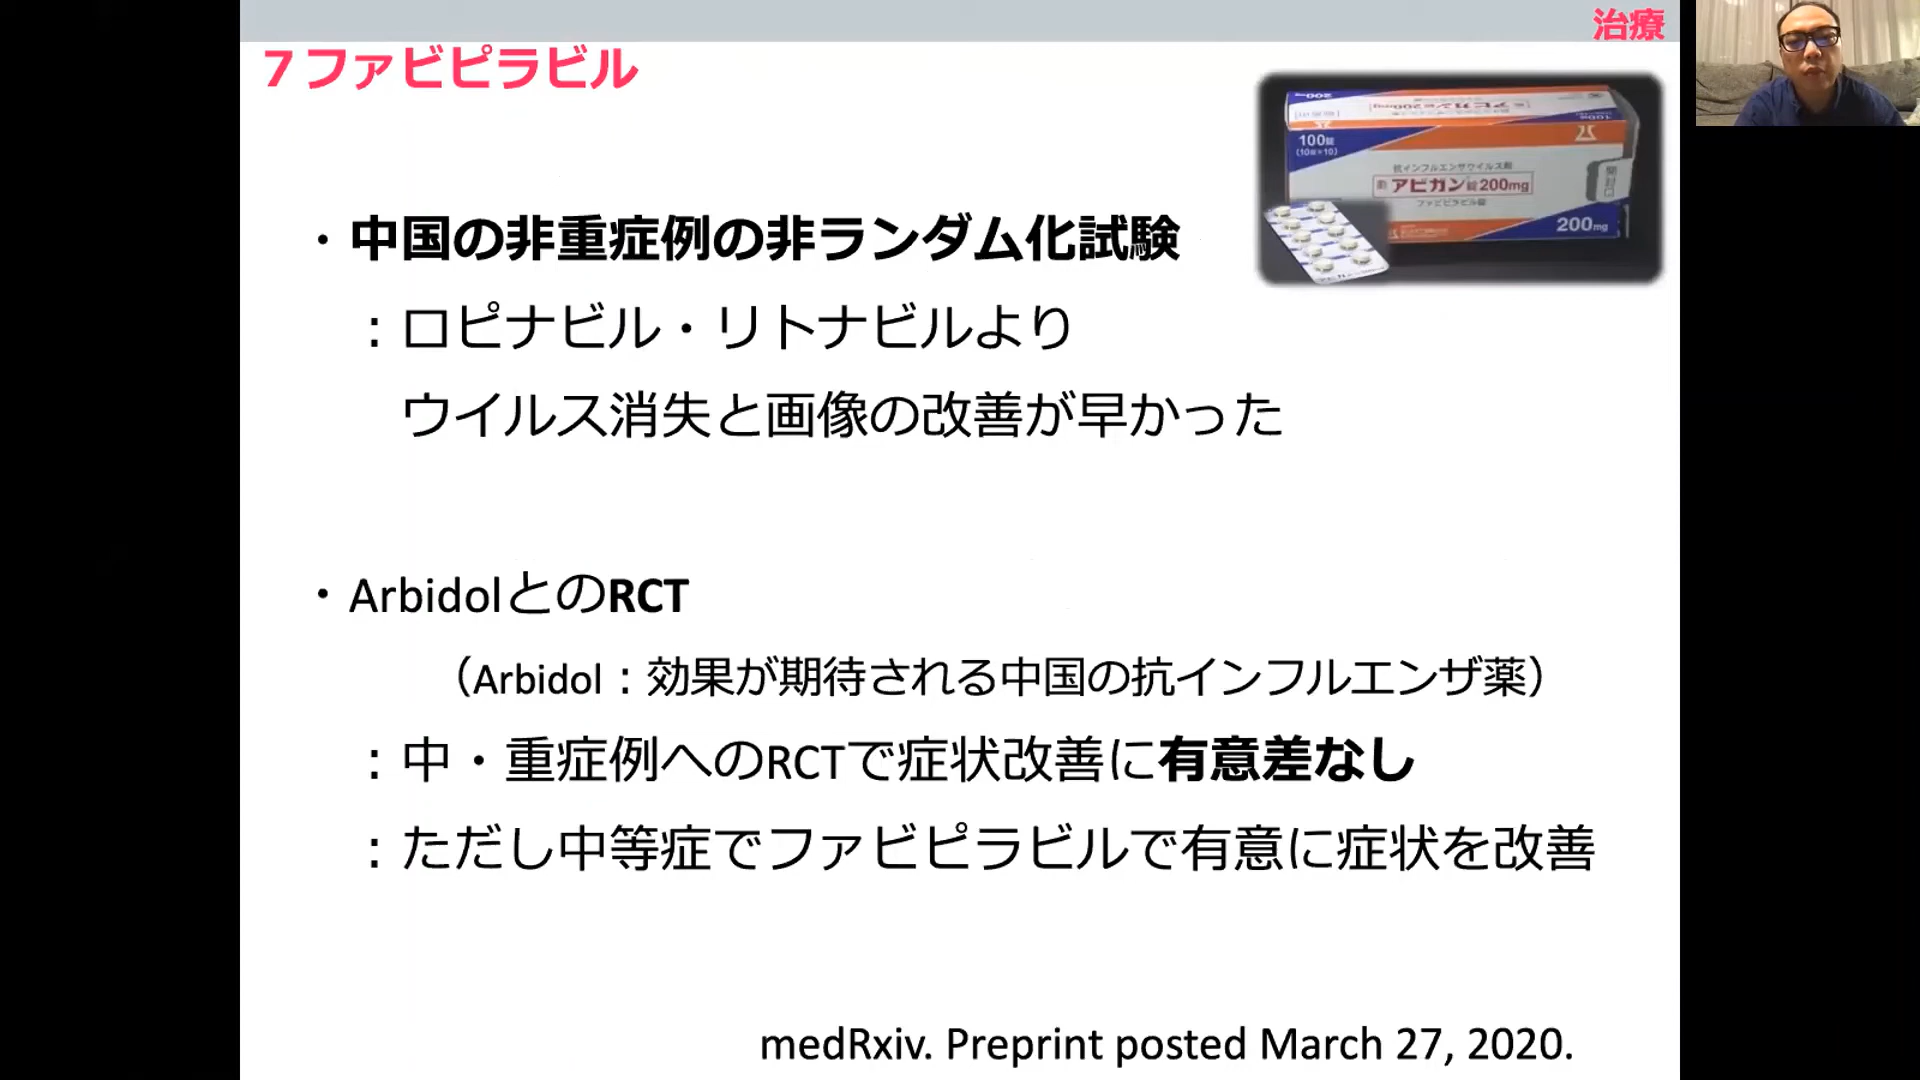 治療
7ファビピラビル
100錠
(10錠×10)
抗インフルエンザウイルス剤
アビガン錠200mg
ファビピラビル錠
200mg
・中国の非重症例の非ランダム化試験
：ロピナビル・リトナビルより
ウイルス消失と画像の改善が早かった
・ArbidolとのRCT
（Arbidol：効果が期待される中国の抗インフルエンザ薬）
：中・重症例へのRCTで症状改善に有意差なし
：ただし中等症でファビピラビルで有意に症状を改善
medRxiv. Preprint posted March 27, 2020.